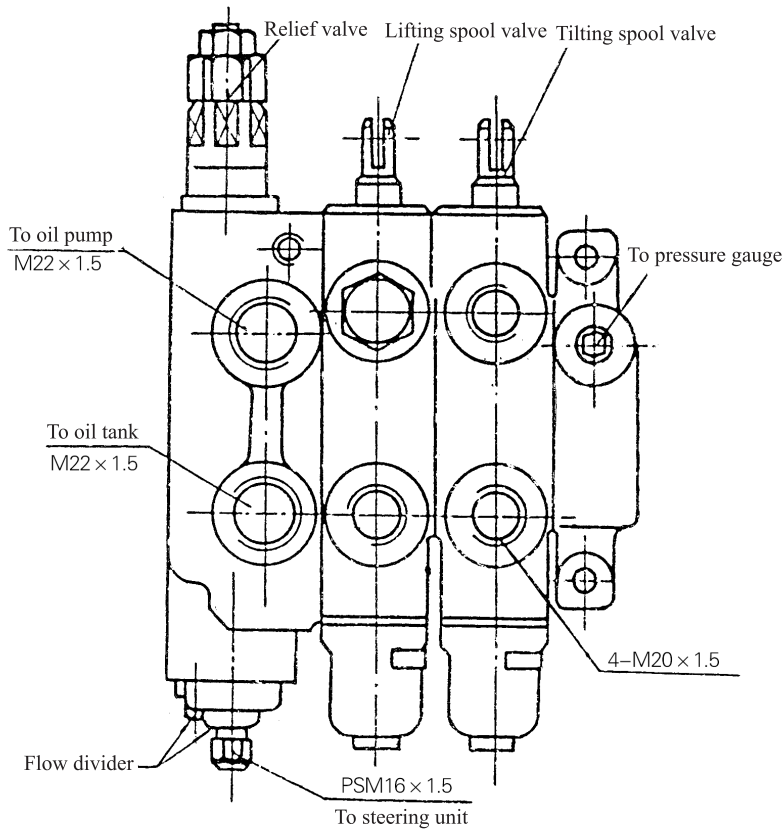 Relief valve
Lifting spool valve
Tilting spool valve
To oil pump
M22×1.5
To pressure gauge
To oil tank
M22×1.5
4–M20×1.5
Flow divider
PSM16×1.5
To steering unit